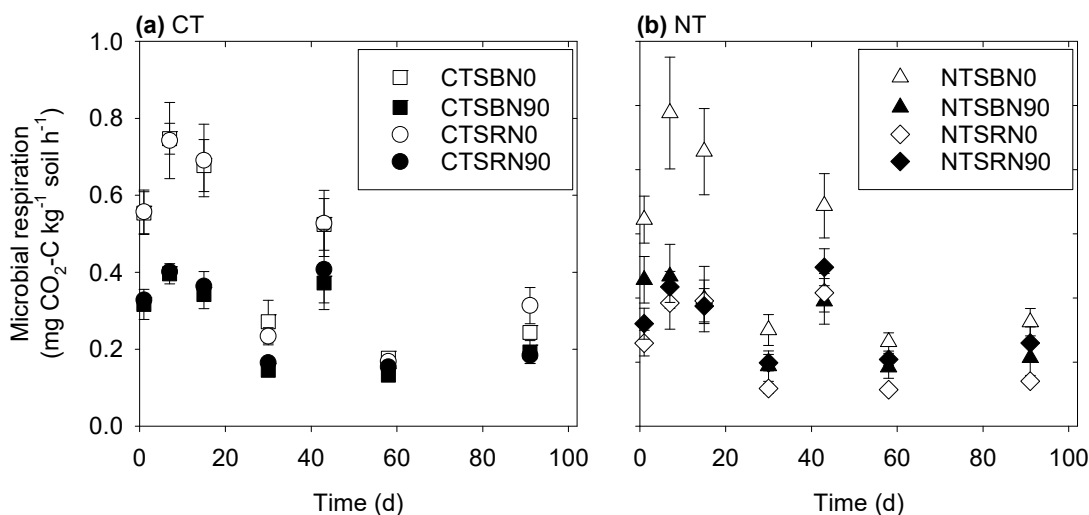 (a) CT
(b) NT
1.0
0.8
0.6
0.4
0.2
0.0
Microbial respiration
(mg CO₂-C kg⁻¹ soil h⁻¹)
CTSBN0
CTSBN90
CTSRN0
CTSRN90
NTSBN0
NTSBN90
NTSRN0
NTSRN90
0 20 40 60 80 100
0 20 40 60 80 100
Time (d)
Time (d)